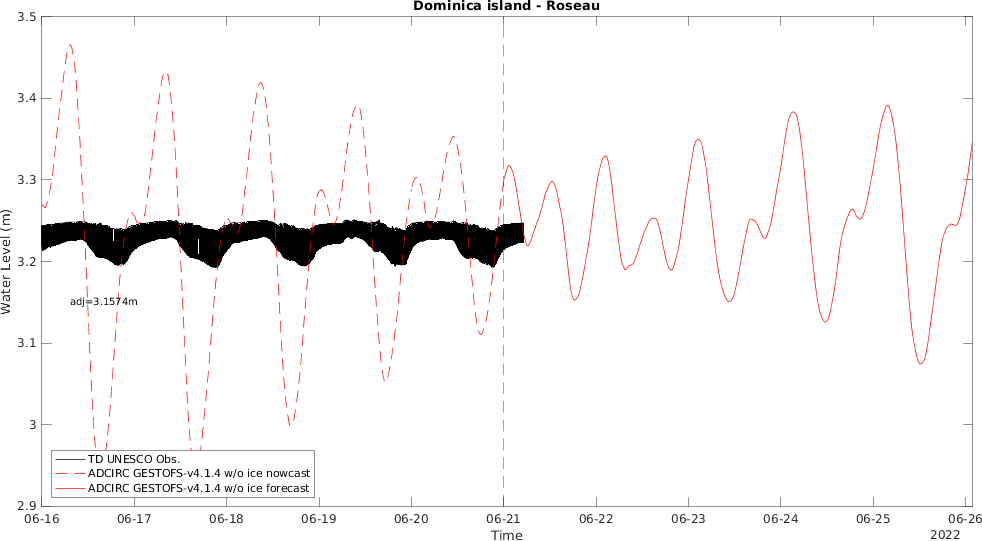 Dominica island - Roseau
3.5
3.4
3.3
3.2
3.1
3
2.9
Water Level (m)
adj=3.1574m
TD UNESCO Obs.
ADCIRC GESTOFS-v4.1.4 w/o ice nowcast
ADCIRC GESTOFS-v4.1.4 w/o ice forecast
06-16 06-17 06-18 06-19 06-20 06-21 06-22 06-23 06-24 06-25 06-26
Time
2022